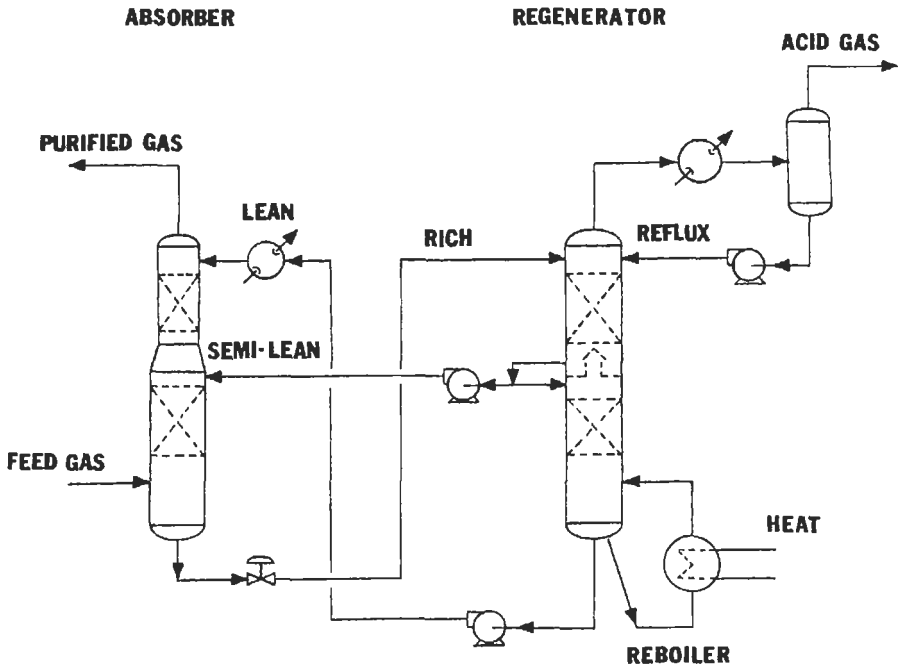 ABSORBER
REGENERATOR
ACID GAS
PURIFIED GAS
LEAN
RICH
REFLUX
SEMI-LEAN
FEED GAS
HEAT
REBOILER